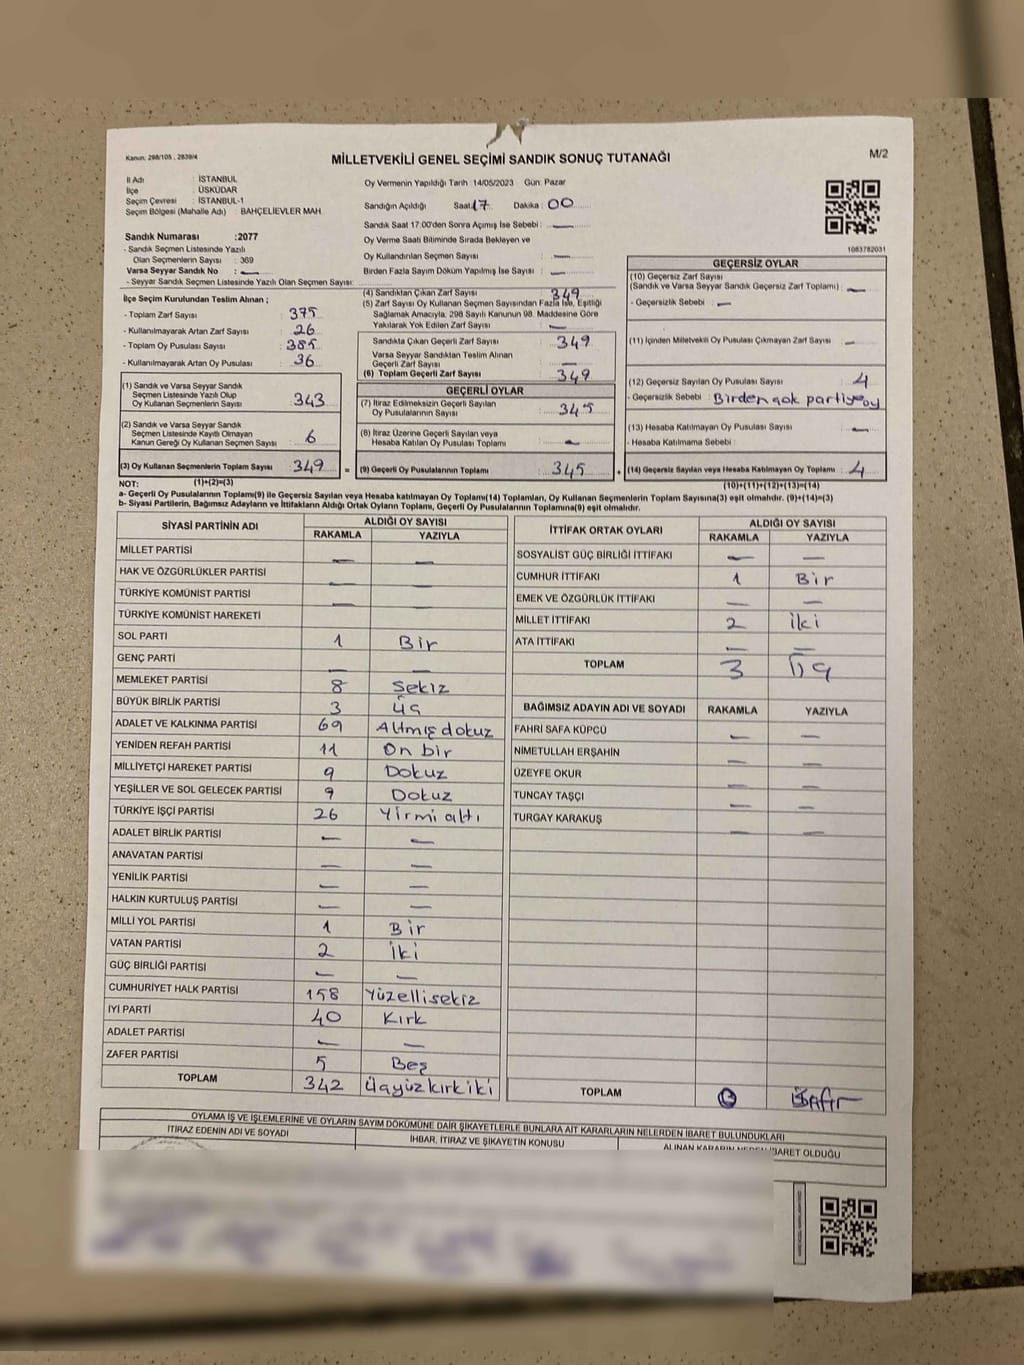 Kanun: 298/105 , 2839/4
MİLLETVEKİLİ GENEL SEÇİMİ SANDIK SONUÇ TUTANAĞI
M/2
İl Adı : İSTANBUL
İlçe : ÜSKÜDAR
Seçim Çevresi : İSTANBUL-1
Seçim Bölgesi (Mahalle Adı) : BAHÇELİEVLER MAH.
Sandık Numarası :2077
- Sandık Seçmen Listesinde Yazılı
Olan Seçmenlerin Sayısı : 369
Varsa Seyyar Sandık No : —
- Seyyar Sandık Seçmen Listesinde Yazılı Olan Seçmen Sayısı:
Oy Vermenin Yapıldığı Tarih :14/05/2023 Gün: Pazar
Sandığın Açıldığı Saat:17 Dakika: 00
Sandık Saat 17:00'den Sonra Açımış İse Sebebi : —
Oy Verme Saati Bitiminde Sırada Bekleyen ve
Oy Kullandırılan Seçmen Sayısı : —
Birden Fazla Sayım Döküm Yapılmış İse Sayısı : —
1083782031
İlçe Seçim Kurulundan Teslim Alınan ;
- Toplam Zarf Sayısı : 375
- Kullanılmayarak Artan Zarf Sayısı : 26
- Toplam Oy Pusulası Sayısı : 385
- Kullanılmayarak Artan Oy Pusulası : 36
(1) Sandık ve Varsa Seyyar Sandık
Seçmen Listesinde Yazılı Olup
Oy Kullanan Seçmenlerin Sayısı : 343
(2) Sandık ve Varsa Seyyar Sandık
Seçmen Listesinde Kayıtlı Olmayan
Kanun Gereği Oy Kullanan Seçmen Sayısı : 6
(3) Oy Kullanan Seçmenlerin Toplam Sayısı : 349 =
(1)+(2)=(3)
(4) Sandıktan Çıkan Zarf Sayısı : 349
(5) Zarf Sayısı Oy Kullanan Seçmen Sayısından Fazla İse, Eşitliği
Sağlamak Amacıyla, 298 Sayılı Kanunun 98. Maddesine Göre
Yakılarak Yok Edilen Zarf Sayısı : —
Sandıkta Çıkan Geçerli Zarf Sayısı : 349
Varsa Seyyar Sandıktan Teslim Alınan
Geçerli Zarf Sayısı : —
(6) Toplam Geçerli Zarf Sayısı : 349
GEÇERLİ OYLAR
(7) İtiraz Edilmeksizin Geçerli Sayılan
Oy Pusulalarının Sayısı : 345
(8) İtiraz Üzerine Geçerli Sayılan veya
Hesaba Katılan Oy Pusulası Toplamı : —
(9) Geçerli Oy Pusulalarının Toplamı : 345 +
GEÇERSİZ OYLAR
(10) Geçersiz Zarf Sayısı
(Sandık ve Varsa Seyyar Sandık Geçersiz Zarf Toplamı) : —
- Geçersizlik Sebebi : —
(11) İçinden Milletvekili Oy Pusulası Çıkmayan Zarf Sayısı : —
(12) Geçersiz Sayılan Oy Pusulası Sayısı : 4
- Geçersizlik Sebebi : Birden çok partiye oy
(13) Hesaba Katılmayan Oy Pusulası Sayısı : —
- Hesaba Katılmama Sebebi :
(14) Geçersiz Sayılan veya Hesaba Katılmayan Oy Toplamı : 4
(10)+(11)+(12)+(13)=(14)
NOT:
a- Geçerli Oy Pusulalarının Toplamı(9) ile Geçersiz Sayılan veya Hesaba katılmayan Oy Toplamı(14) Toplamları, Oy Kullanan Seçmenlerin Toplam Sayısına(3) eşit olmalıdır. (9)+(14)=(3)
b- Siyasi Partilerin, Bağımsız Adayların ve İttifakların Aldığı Ortak Oyların Toplamı, Geçerli Oy Pusulalarının Toplamına(9) eşit olmalıdır.
SİYASİ PARTİNİN ADI ALDIĞI OY SAYISI
RAKAMLA YAZIYLA
MİLLET PARTİSİ — —
HAK VE ÖZGÜRLÜKLER PARTİSİ — —
TÜRKİYE KOMÜNİST PARTİSİ — —
TÜRKİYE KOMÜNİST HAREKETİ
SOL PARTİ 1 Bir
GENÇ PARTİ — —
MEMLEKET PARTİSİ 8 Sekiz
BÜYÜK BİRLİK PARTİSİ 3 Üç
ADALET VE KALKINMA PARTİSİ 69 Altmış dokuz
YENİDEN REFAH PARTİSİ 11 On bir
MİLLİYETÇİ HAREKET PARTİSİ 9 Dokuz
YEŞİLLER VE SOL GELECEK PARTİSİ 9 Dokuz
TÜRKİYE İŞÇİ PARTİSİ 26 Yirmi altı
ADALET BİRLİK PARTİSİ — —
ANAVATAN PARTİSİ — —
YENİLİK PARTİSİ — —
HALKIN KURTULUŞ PARTİSİ — —
MİLLİ YOL PARTİSİ 1 Bir
VATAN PARTİSİ 2 İki
GÜÇ BİRLİĞİ PARTİSİ — —
CUMHURİYET HALK PARTİSİ 158 Yüzellisekiz
İYİ PARTİ 40 Kırk
ADALET PARTİSİ — —
ZAFER PARTİSİ 5 Beş
TOPLAM 342 Üçyüzkırkiki
İTTİFAK ORTAK OYLARI ALDIĞI OY SAYISI
RAKAMLA YAZIYLA
SOSYALİST GÜÇ BİRLİĞİ İTTİFAKI — —
CUMHUR İTTİFAKI 1 Bir
EMEK VE ÖZGÜRLÜK İTTİFAKI — —
MİLLET İTTİFAKI 2 İki
ATA İTTİFAKI — —
TOPLAM 3 Üç
BAĞIMSIZ ADAYIN ADI VE SOYADI RAKAMLA YAZIYLA
FAHRİ SAFA KÜPCÜ — —
NİMETULLAH ERŞAHİN — —
ÜZEYFE OKUR — —
TUNCAY TAŞÇI — —
TURGAY KARAKUŞ — —
TOPLAM
OYLAMA İŞ VE İŞLEMLERİNE VE OYLARIN SAYIM DÖKÜMÜNE DAİR ŞİKAYETLERLE BUNLARA AİT KARARLARIN NELERDEN İBARET BULUNDUKLARI
İTİRAZ EDENİN ADI VE SOYADI
İHBAR, İTİRAZ VE ŞİKAYETİN KONUSU
ALINAN KARARIN NEDEN İBARET OLDUĞU